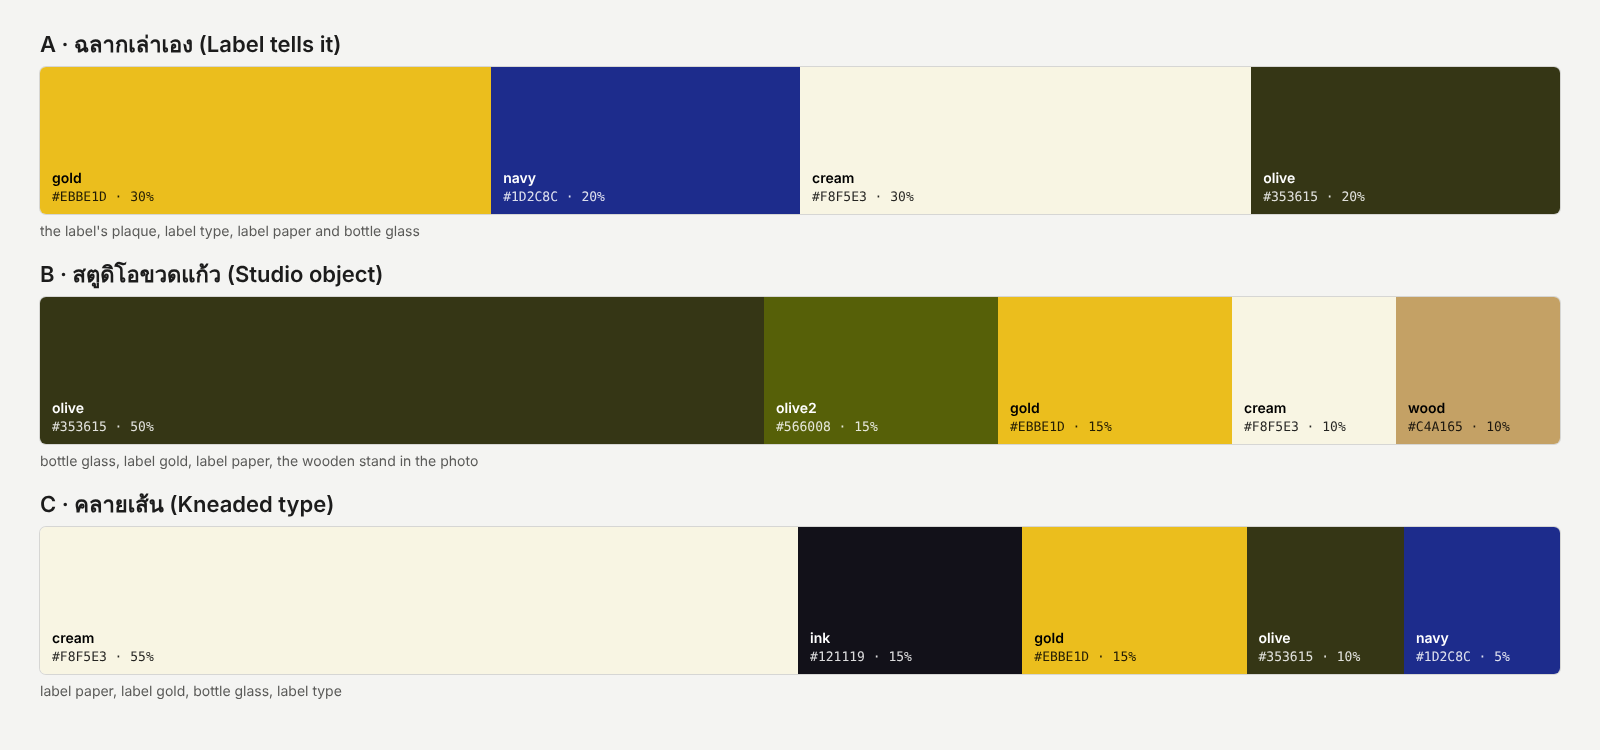 A · ฉลากเล่าเอง (Label tells it)
gold
#EBBE1D · 30%
navy
#1D2C8C · 20%
cream
#F8F5E3 · 30%
olive
#353615 · 20%
the label's plaque, label type, label paper and bottle glass
B · สตูดิโอขวดแก้ว (Studio object)
olive
#353615 · 50%
olive2
#566008 · 15%
gold
#EBBE1D · 15%
cream
#F8F5E3 · 10%
wood
#C4A165 · 10%
bottle glass, label gold, label paper, the wooden stand in the photo
C · คลายเส้น (Kneaded type)
cream
#F8F5E3 · 55%
ink
#121119 · 15%
gold
#EBBE1D · 15%
olive
#353615 · 10%
navy
#1D2C8C · 5%
label paper, label gold, bottle glass, label type